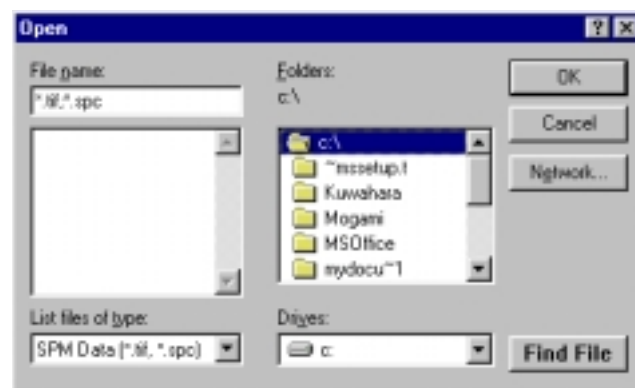 Open
File name:
*.tif,*.spc
Folders:
c:\
c:\
~mssetup.t
Kuwahara
Mogami
MSOffice
mydocu~1
OK
Cancel
Network...
List files of type:
SPM Data (*.tif, *.spc)
Drives:
c:
Find File